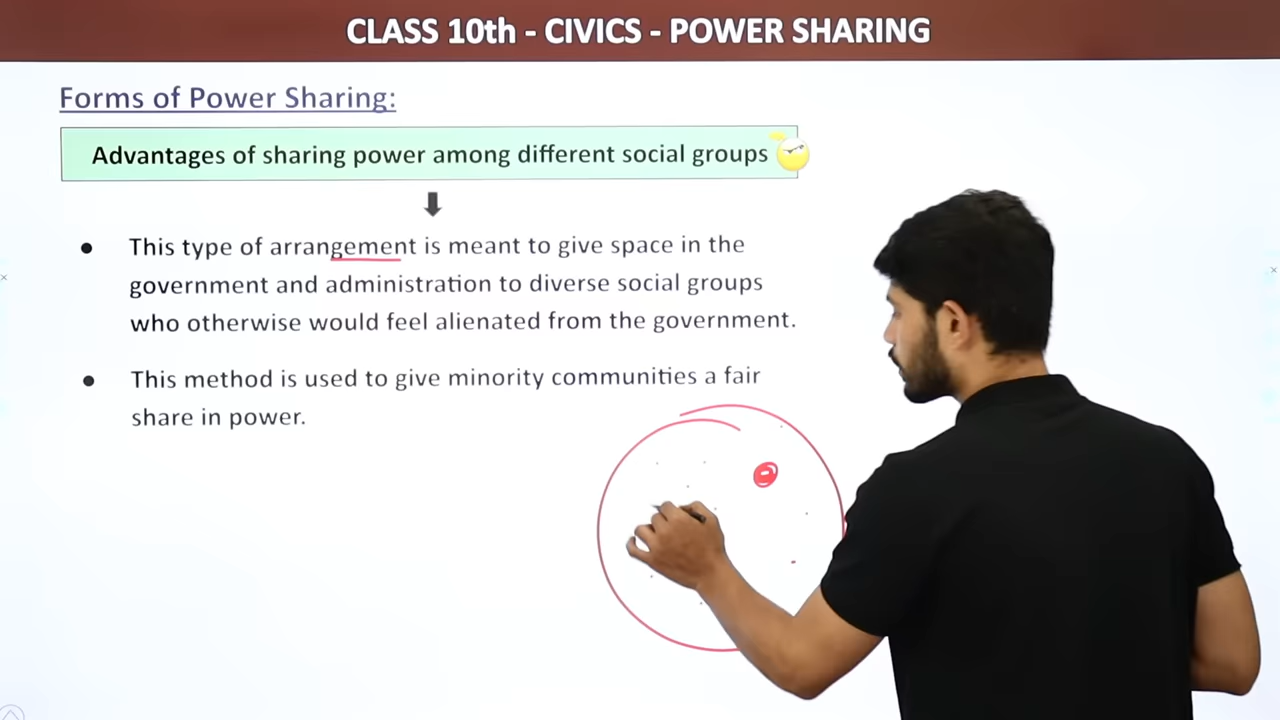 CLASS 10th - CIVICS - POWER SHARING
Forms of Power Sharing:
Advantages of sharing power among different social groups
This type of arrangement is meant to give space in the
government and administration to diverse social groups
who otherwise would feel alienated from the government.
This method is used to give minority communities a fair
share in power.